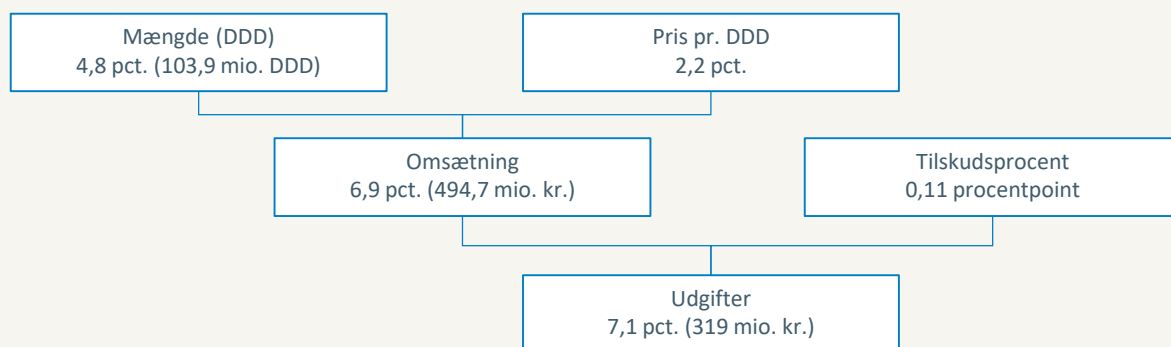 Mængde (DDD)
4,8 pct. (103,9 mio. DDD)
Pris pr. DDD
2,2 pct.
Omsætning
6,9 pct. (494,7 mio. kr.)
Tilskudsprocent
0,11 procentpoint
Udgifter
7,1 pct. (319 mio. kr.)